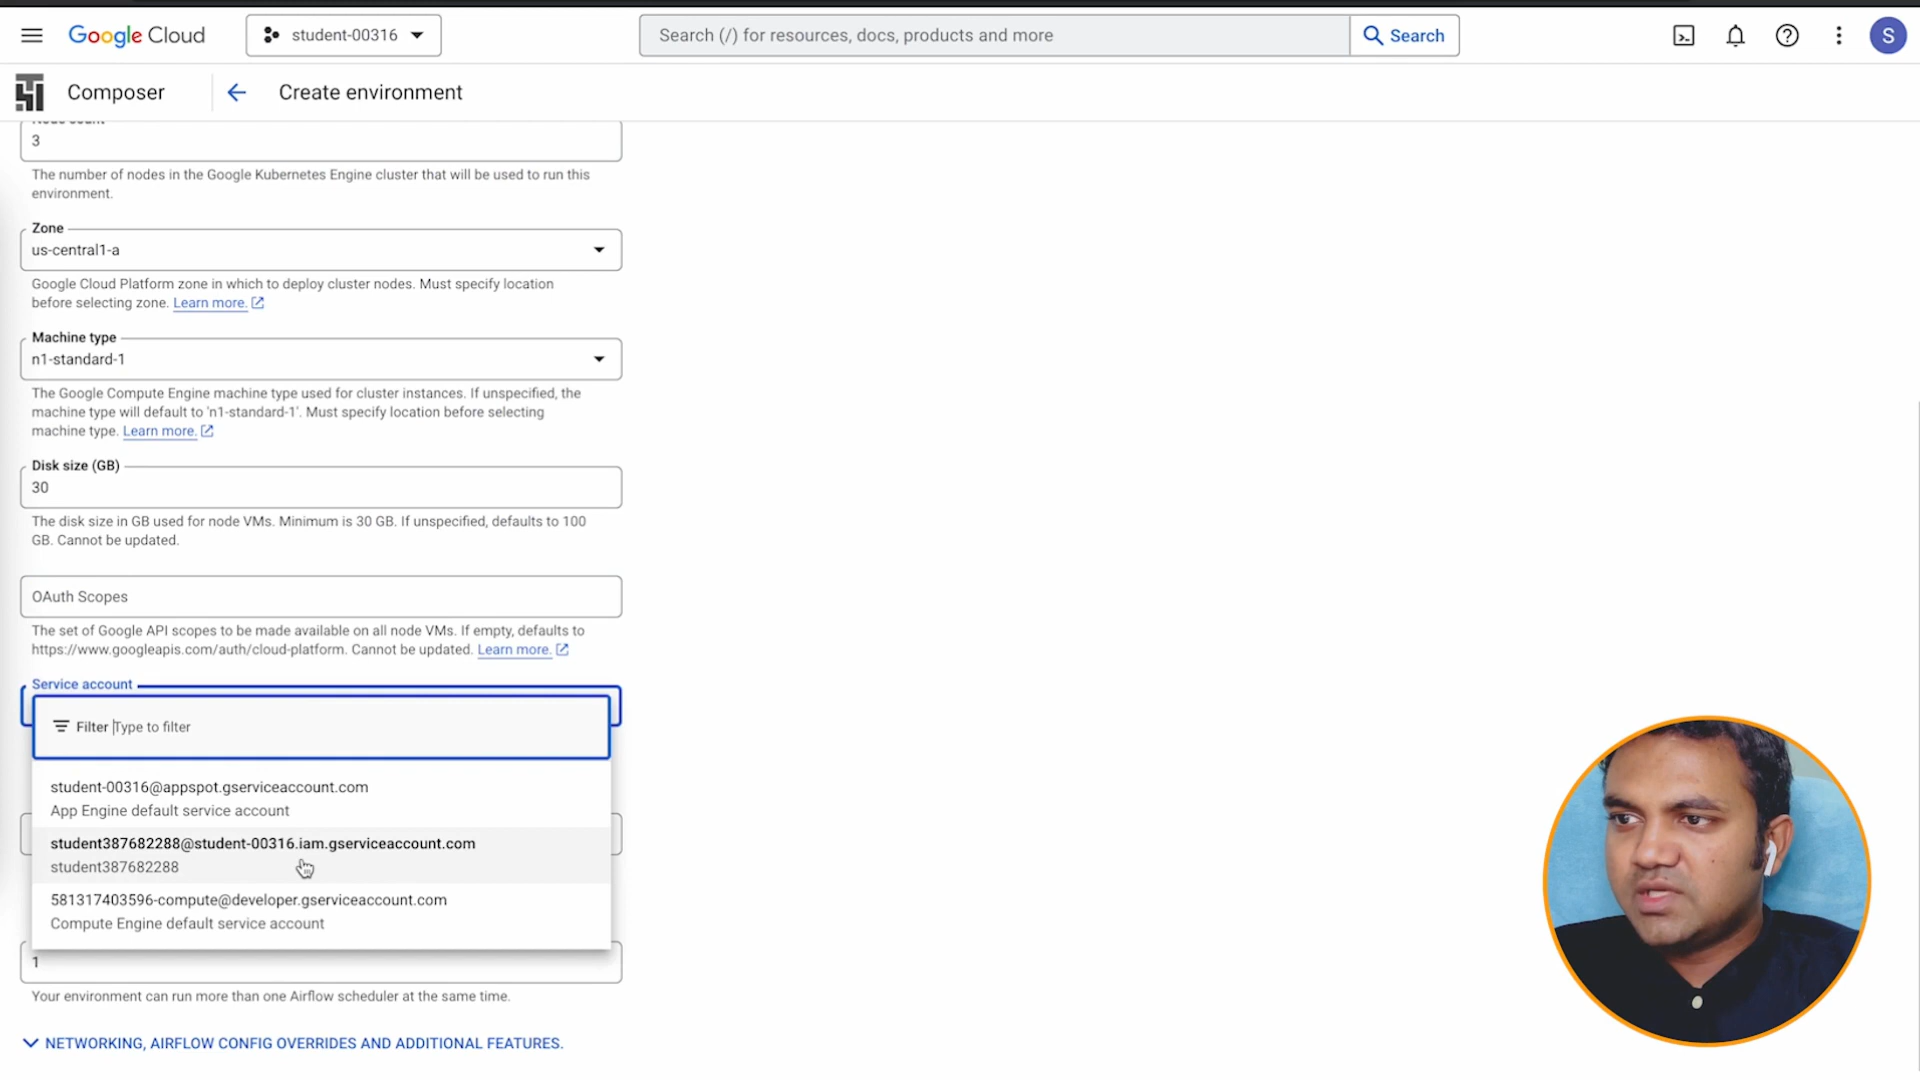 Google Cloud
student-00316
Search (/) for resources, docs, products and more
Search
S
Composer
Create environment
Node count
3
The number of nodes in the Google Kubernetes Engine cluster that will be used to run this
environment.
Zone
us-central1-a
Google Cloud Platform zone in which to deploy cluster nodes. Must specify location
before selecting zone. Learn more.
Machine type
n1-standard-1
The Google Compute Engine machine type used for cluster instances. If unspecified, the
machine type will default to 'n1-standard-1'. Must specify location before selecting
machine type. Learn more.
Disk size (GB)
30
The disk size in GB used for node VMs. Minimum is 30 GB. If unspecified, defaults to 100
GB. Cannot be updated.
OAuth Scopes
The set of Google API scopes to be made available on all node VMs. If empty, defaults to
https://www.googleapis.com/auth/cloud-platform. Cannot be updated. Learn more.
Service account
Filter Type to filter
student-00316@appspot.gserviceaccount.com
App Engine default service account
student387682288@student-00316.iam.gserviceaccount.com
student387682288
581317403596-compute@developer.gserviceaccount.com
Compute Engine default service account
1
Your environment can run more than one Airflow scheduler at the same time.
NETWORKING, AIRFLOW CONFIG OVERRIDES AND ADDITIONAL FEATURES.